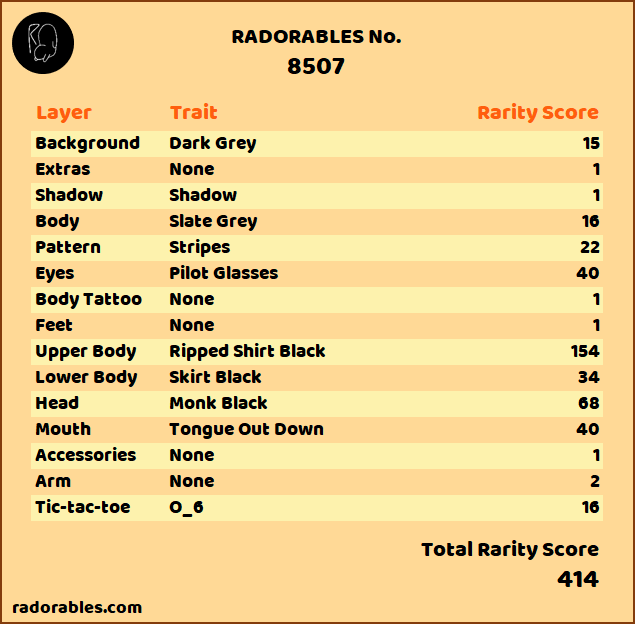 RADORABLES No.
8507
Layer Trait Rarity Score
Background Dark Grey 15
Extras None 1
Shadow Shadow 1
Body Slate Grey 16
Pattern Stripes 22
Eyes Pilot Glasses 40
Body Tattoo None 1
Feet None 1
Upper Body Ripped Shirt Black 154
Lower Body Skirt Black 34
Head Monk Black 68
Mouth Tongue Out Down 40
Accessories None 1
Arm None 2
Tic-tac-toe O_6 16
Total Rarity Score
414
radorables.com